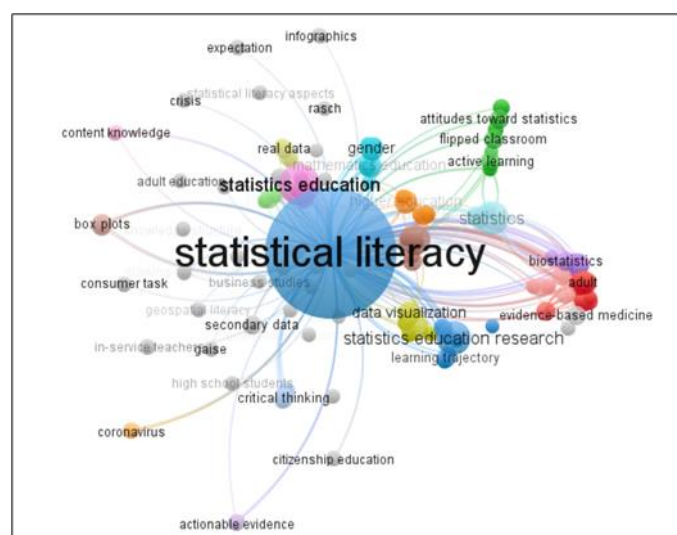 infographics
expectation
statistical literacy aspects
crisis
rasch
attitudes toward statistics
content knowledge
flipped classroom
real data
gender
active learning
mathematics education
adult education
statistics education
higher education
box plots
statistics
statistical literacy
biostatistics
adult
consumer task
business studies
geospatial literacy
data visualization
evidence-based medicine
secondary data
statistics education research
in-service teachers
gaise
learning trajectory
high school students
critical thinking
coronavirus
citizenship education
actionable evidence